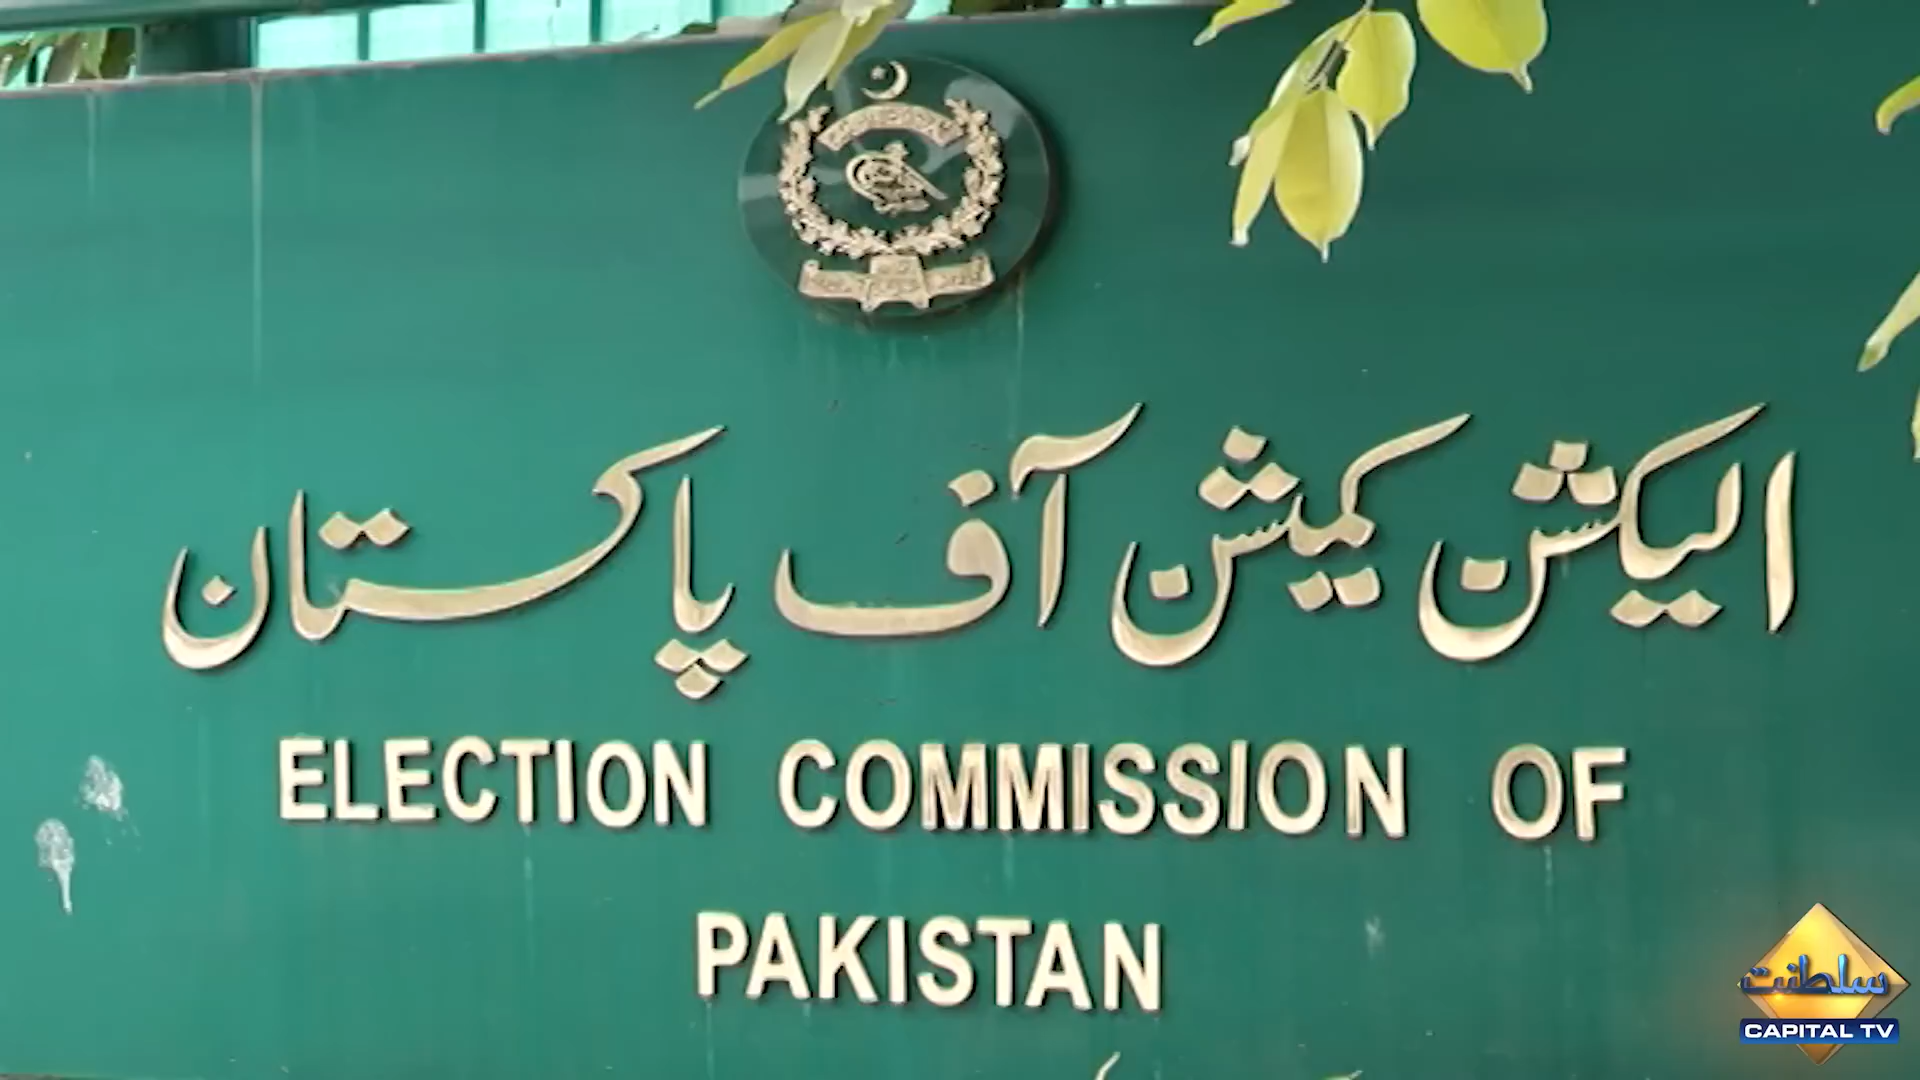 الیکشن کمیشن آف پاکستان
ELECTION COMMISSION OF
PAKISTAN
سلطنت
CAPITAL TV